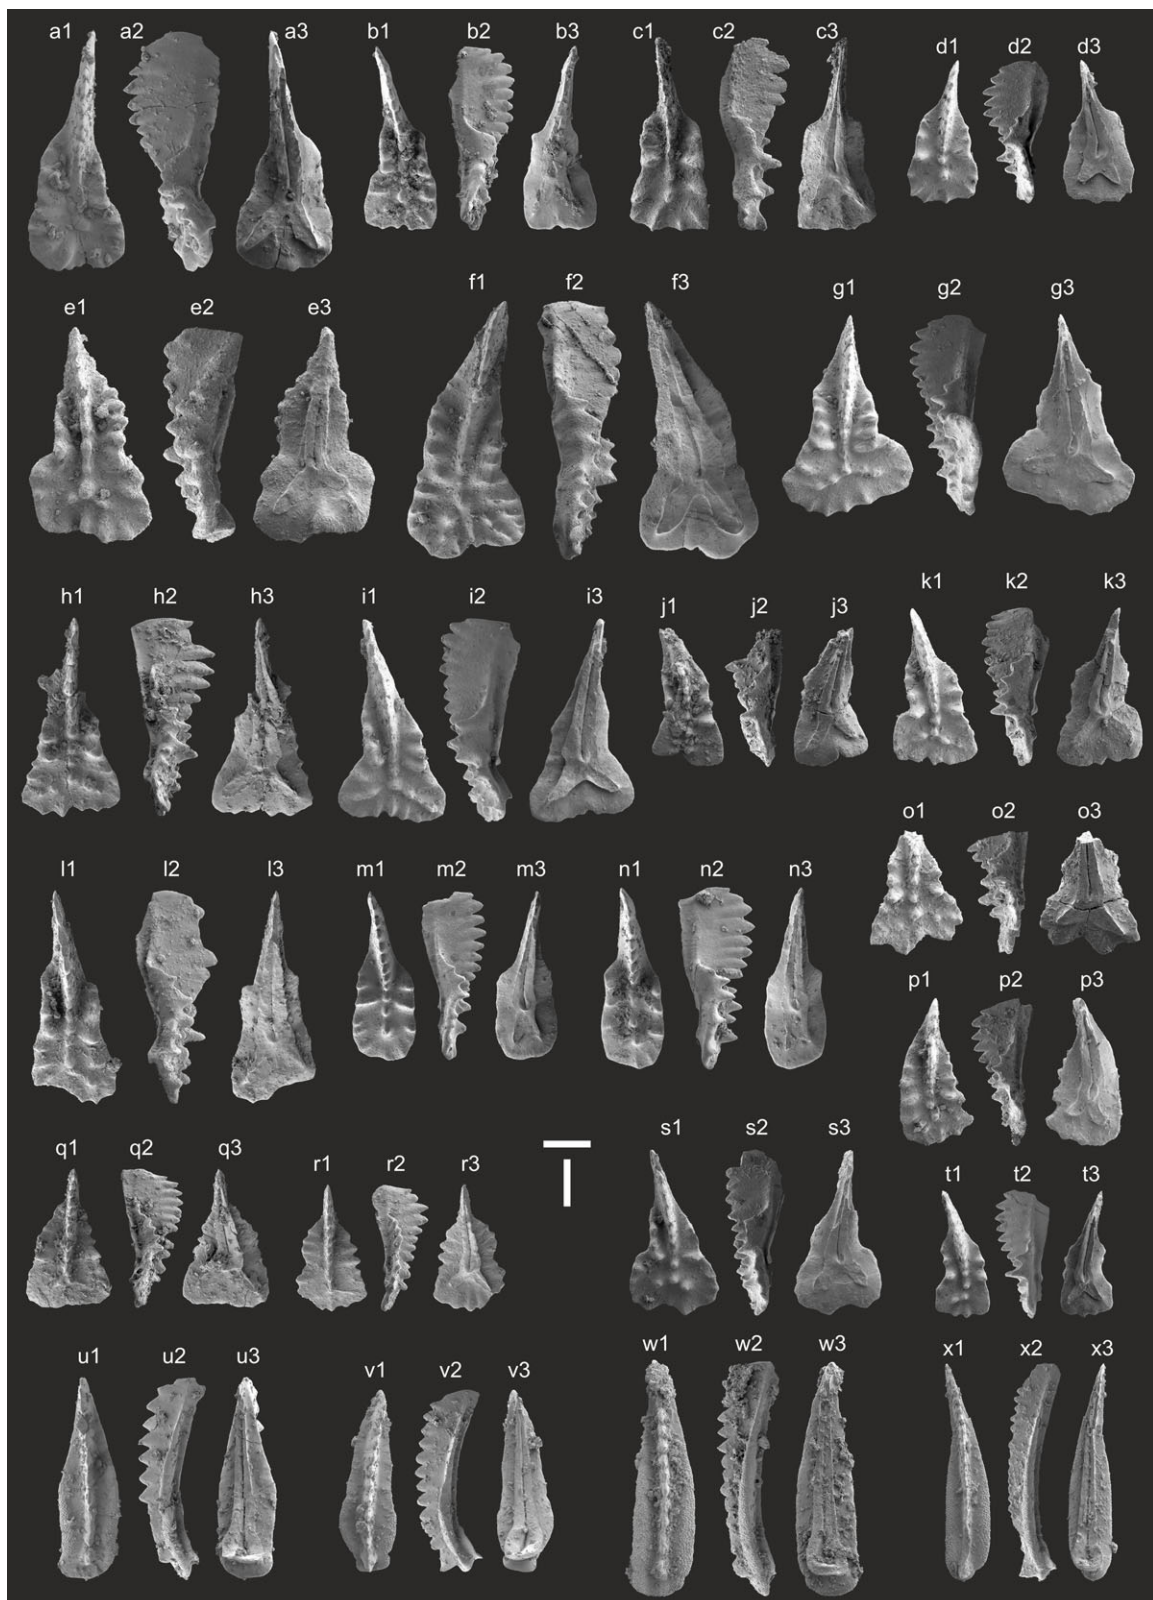 a1 a2 a3 b1 b2 b3 c1 c2 c3 d1 d2 d3
e1 e2 e3 f1 f2 f3 g1 g2 g3
h1 h2 h3 i1 i2 i3 j1 j2 j3 k1 k2 k3
l1 l2 l3 m1 m2 m3 n1 n2 n3 o1 o2 o3
p1 p2 p3
q1 q2 q3 r1 r2 r3 s1 s2 s3 t1 t2 t3
u1 u2 u3 v1 v2 v3 w1 w2 w3 x1 x2 x3